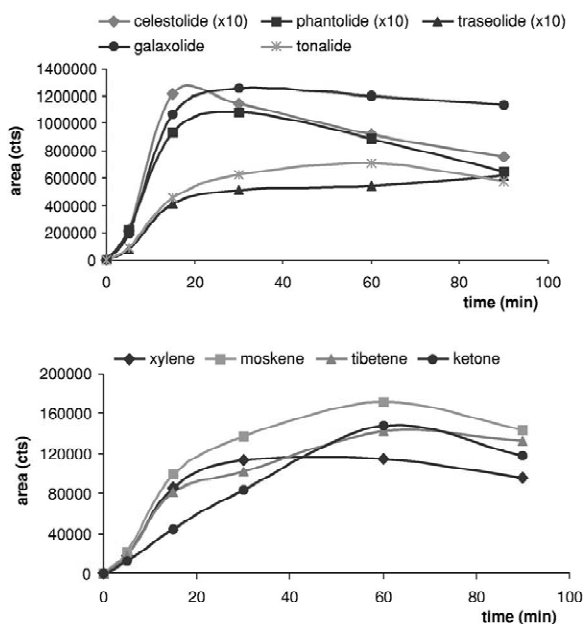 celestolide (x10) phantolide (x10) traseolide (x10)
galaxolide tonalide
1400000
1200000
1000000
800000
600000
400000
200000
0
area (cts)
0 20 40 60 80 100
time (min)
xylene moskene tibetene ketone
200000
160000
120000
80000
40000
0
area (cts)
0 20 40 60 80 100
time (min)